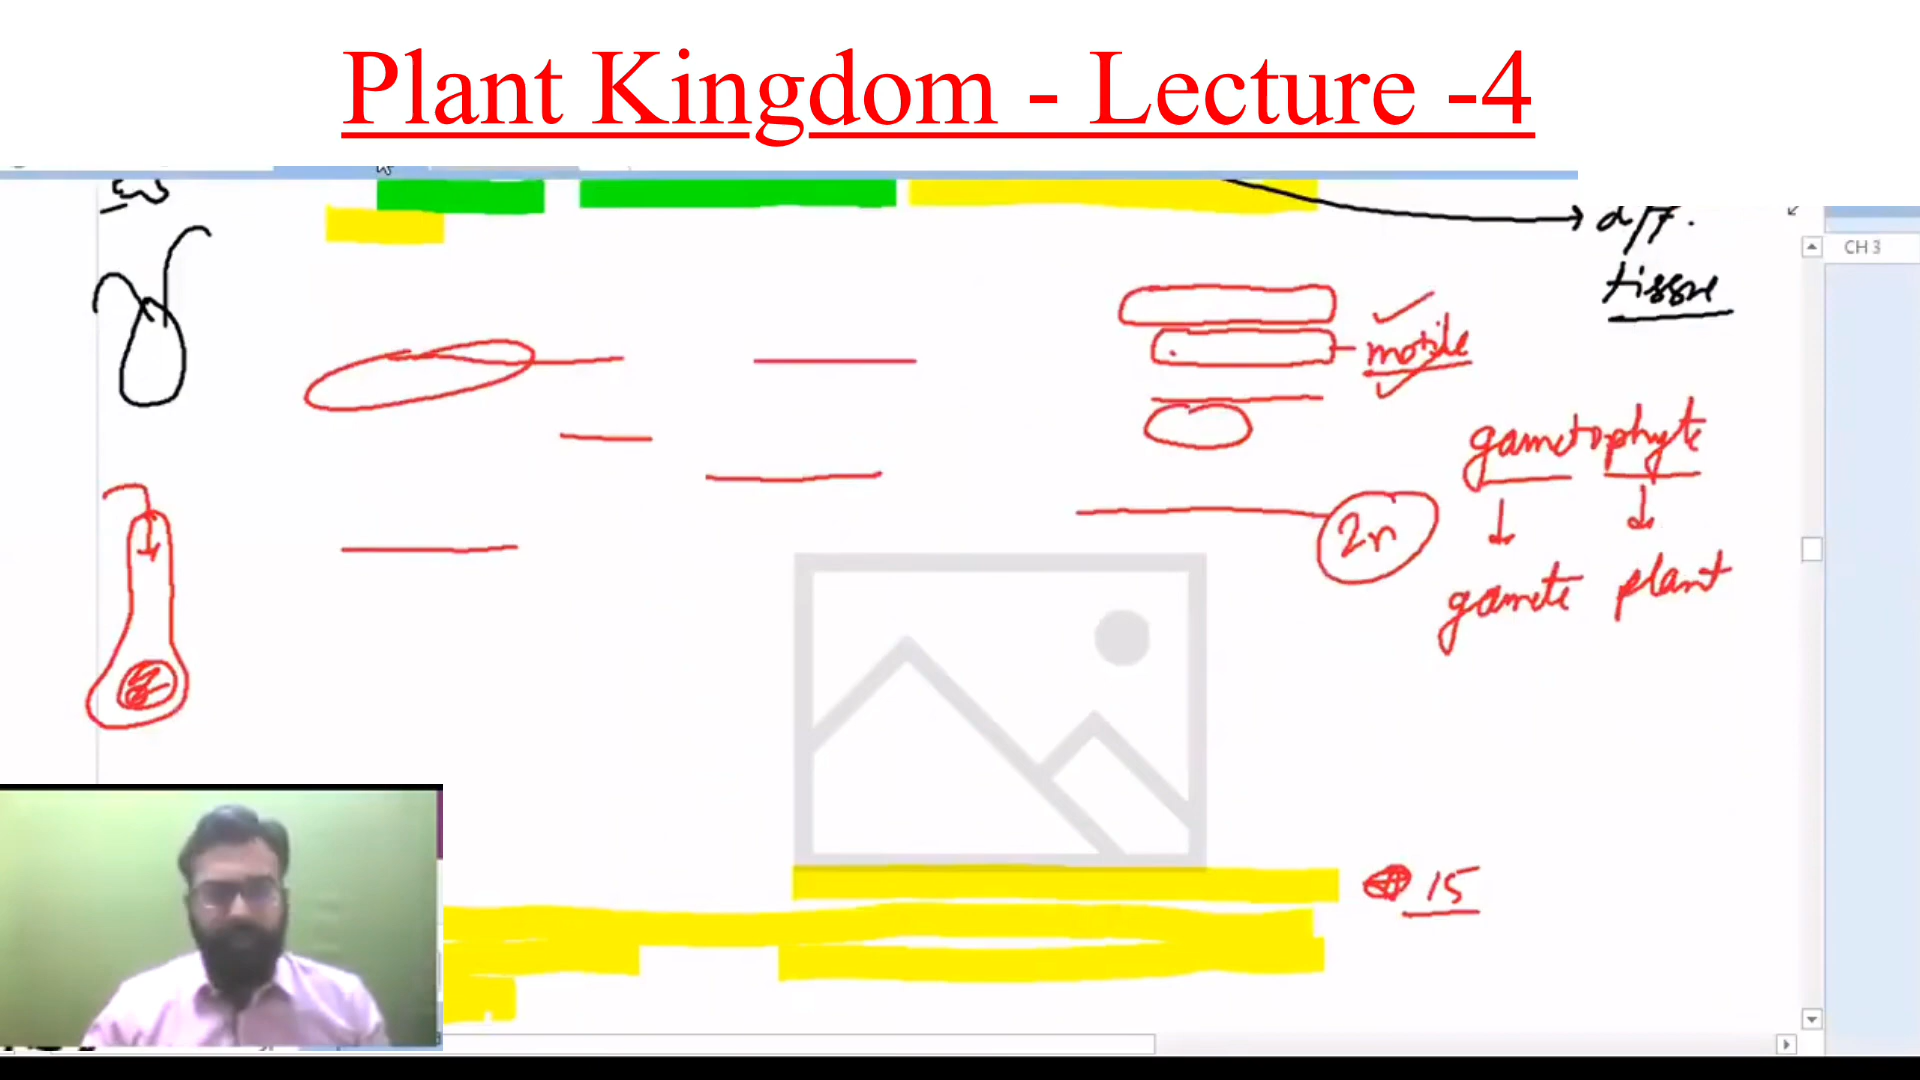 Plant Kingdom - Lecture -4
diff.
tissue
CH 3
motile
gametophyte
2n
gamete plant
15